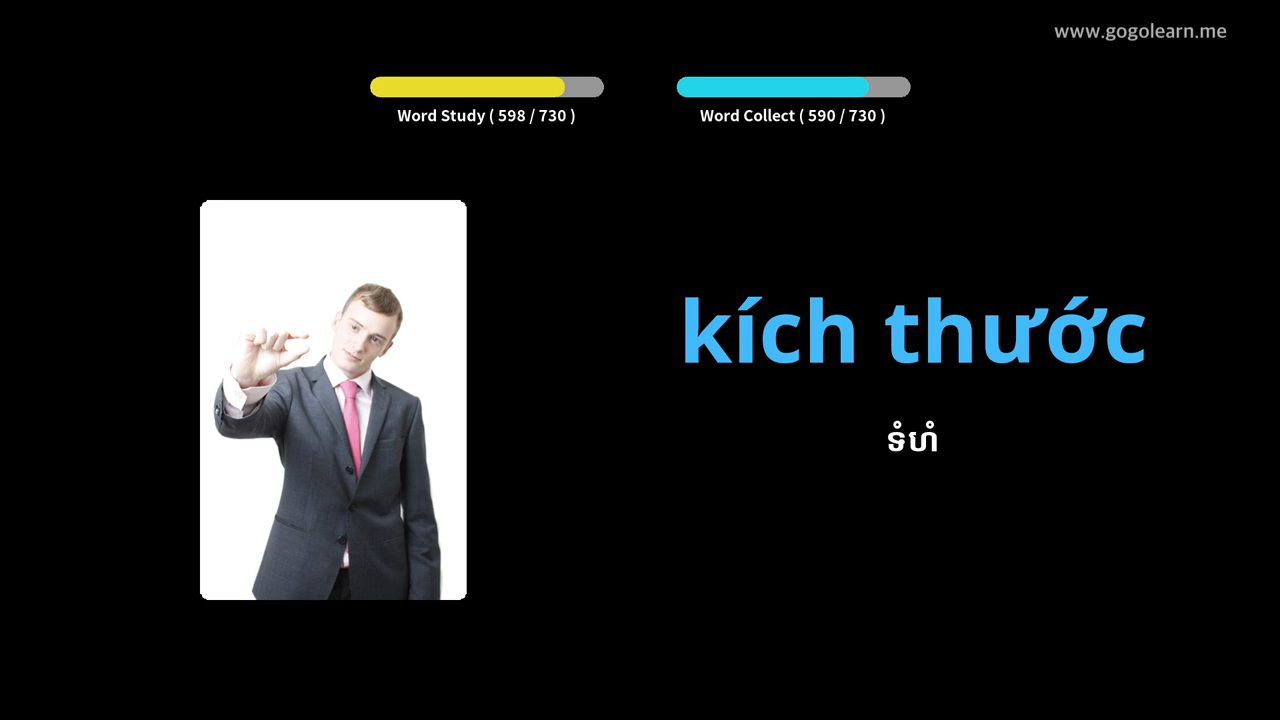 www.gogolearn.me
Word Study ( 598 / 730 )
Word Collect ( 590 / 730 )
kích thước
ទំហំ